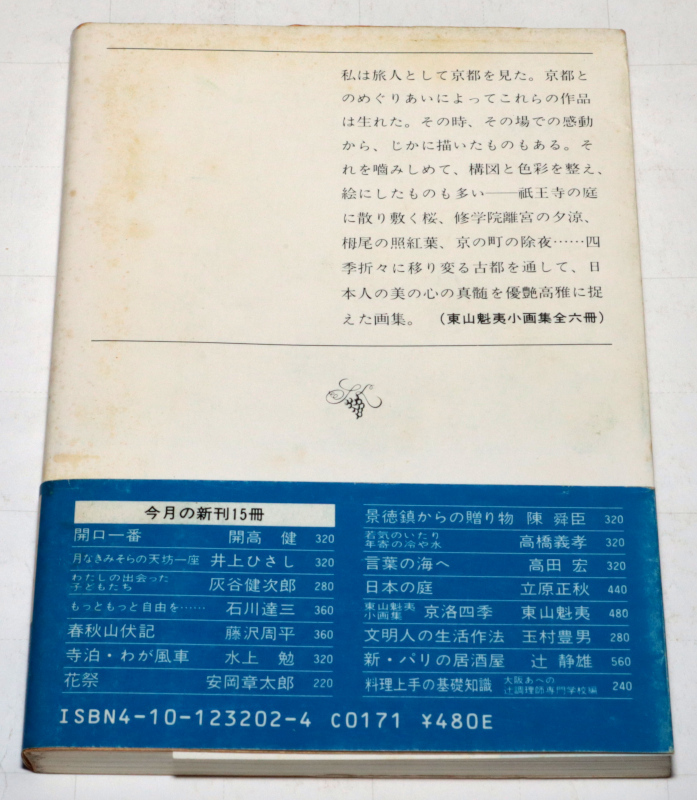 私は旅人として京都を見た。京都と
のめぐりあいによってこれらの作品
は生れた。その時、その場での感動
から、じかに描いたものもある。そ
れを噛みしめて、構図と色彩を整え、
絵にしたものも多い――祇王寺の庭
に散り敷く桜、修学院離宮の夕涼、
栂尾の照紅葉、京の町の除夜……四
季折々に移り変る古都を通して、日
本人の美の心の真髄を優艶高雅に捉
えた画集。（東山魁夷小画集全六冊）
今月の新刊15冊
開口一番 開高 健 320
月なきみそらの天坊一座 井上ひさし 320
わたしの出会った
子どもたち 灰谷健次郎 280
もっともっと自由を…… 石川達三 360
春秋山伏記 藤沢周平 360
寺泊・わが風車 水上 勉 320
花祭 安岡章太郎 220
景徳鎮からの贈り物 陳 舜臣 320
若気のいたり
年寄の冷や水 高橋義孝 320
言葉の海へ 高田 宏 320
日本の庭 立原正秋 440
東山魁夷
小画集 京洛四季 東山魁夷 480
文明人の生活作法 玉村豊男 280
新・パリの居酒屋 辻 静雄 560
料理上手の基礎知識 大阪あべの
辻調理師専門学校編 240
ISBN4-10-123202-4 C0171 ¥480E